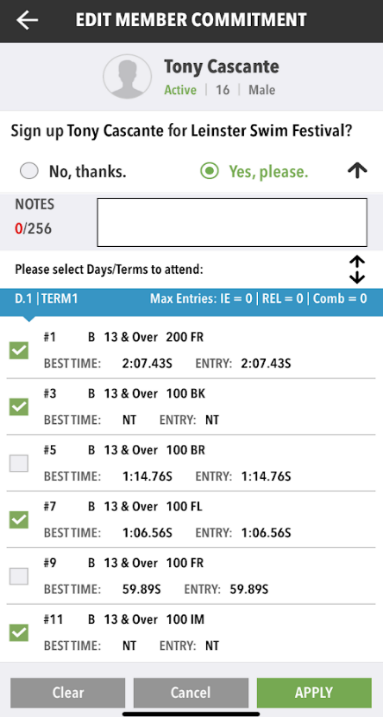 EDIT MEMBER COMMITMENT
Tony Cascante
Active | 16 | Male
Sign up Tony Cascante for Leinster Swim Festival?
No, thanks. Yes, please.
NOTES
0/256
Please select Days/Terms to attend:
D.1 | TERM1 Max Entries: IE = 0 | REL = 0 | Comb = 0
#1 B 13 & Over 200 FR
BEST TIME: 2:07.43S ENTRY: 2:07.43S
#3 B 13 & Over 100 BK
BEST TIME: NT ENTRY: NT
#5 B 13 & Over 100 BR
BEST TIME: 1:14.76S ENTRY: 1:14.76S
#7 B 13 & Over 100 FL
BEST TIME: 1:06.56S ENTRY: 1:06.56S
#9 B 13 & Over 100 FR
BEST TIME: 59.89S ENTRY: 59.89S
#11 B 13 & Over 100 IM
BEST TIME: NT ENTRY: NT
Clear Cancel APPLY